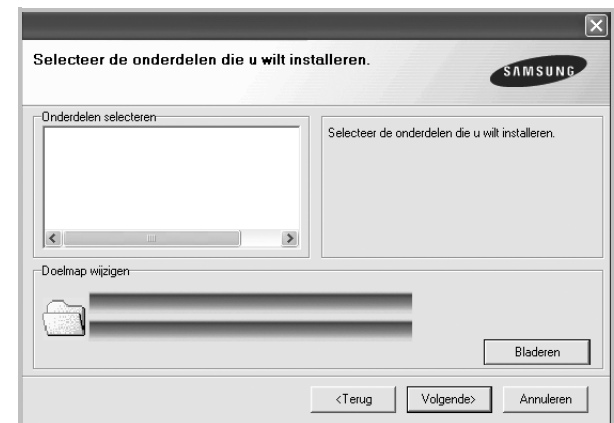 Selecteer de onderdelen die u wilt installeren.
SAMSUNG
Onderdelen selecteren
Selecteer de onderdelen die u wilt installeren.
Doelmap wijzigen
Bladeren
<Terug
Volgende>
Annuleren